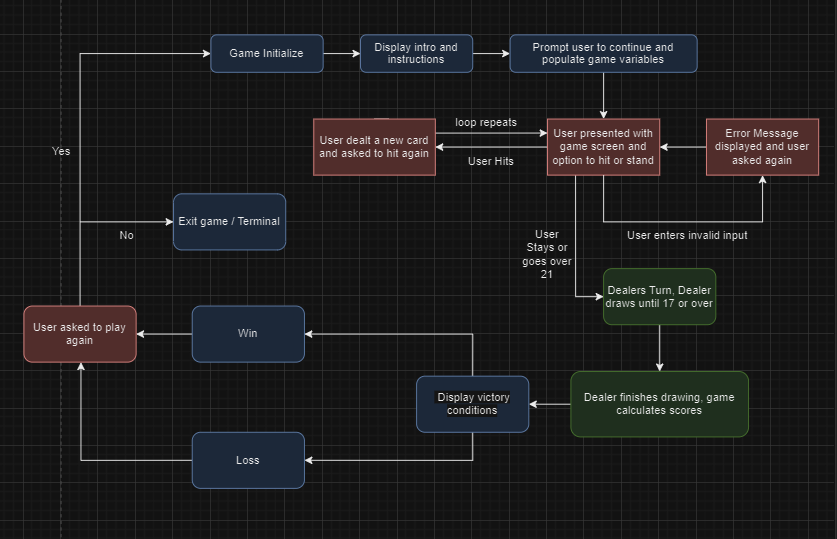 Game Initialize
Display intro and
instructions
Prompt user to continue and
populate game variables
User dealt a new card
and asked to hit again
loop repeats
User Hits
User presented with
game screen and
option to hit or stand
Error Message
displayed and user
asked again
Yes
Exit game / Terminal
No
User
Stays or
goes over
21
User enters invalid input
Dealers Turn, Dealer
draws until 17 or over
User asked to play
again
Win
Display victory
conditions
Dealer finishes drawing, game
calculates scores
Loss